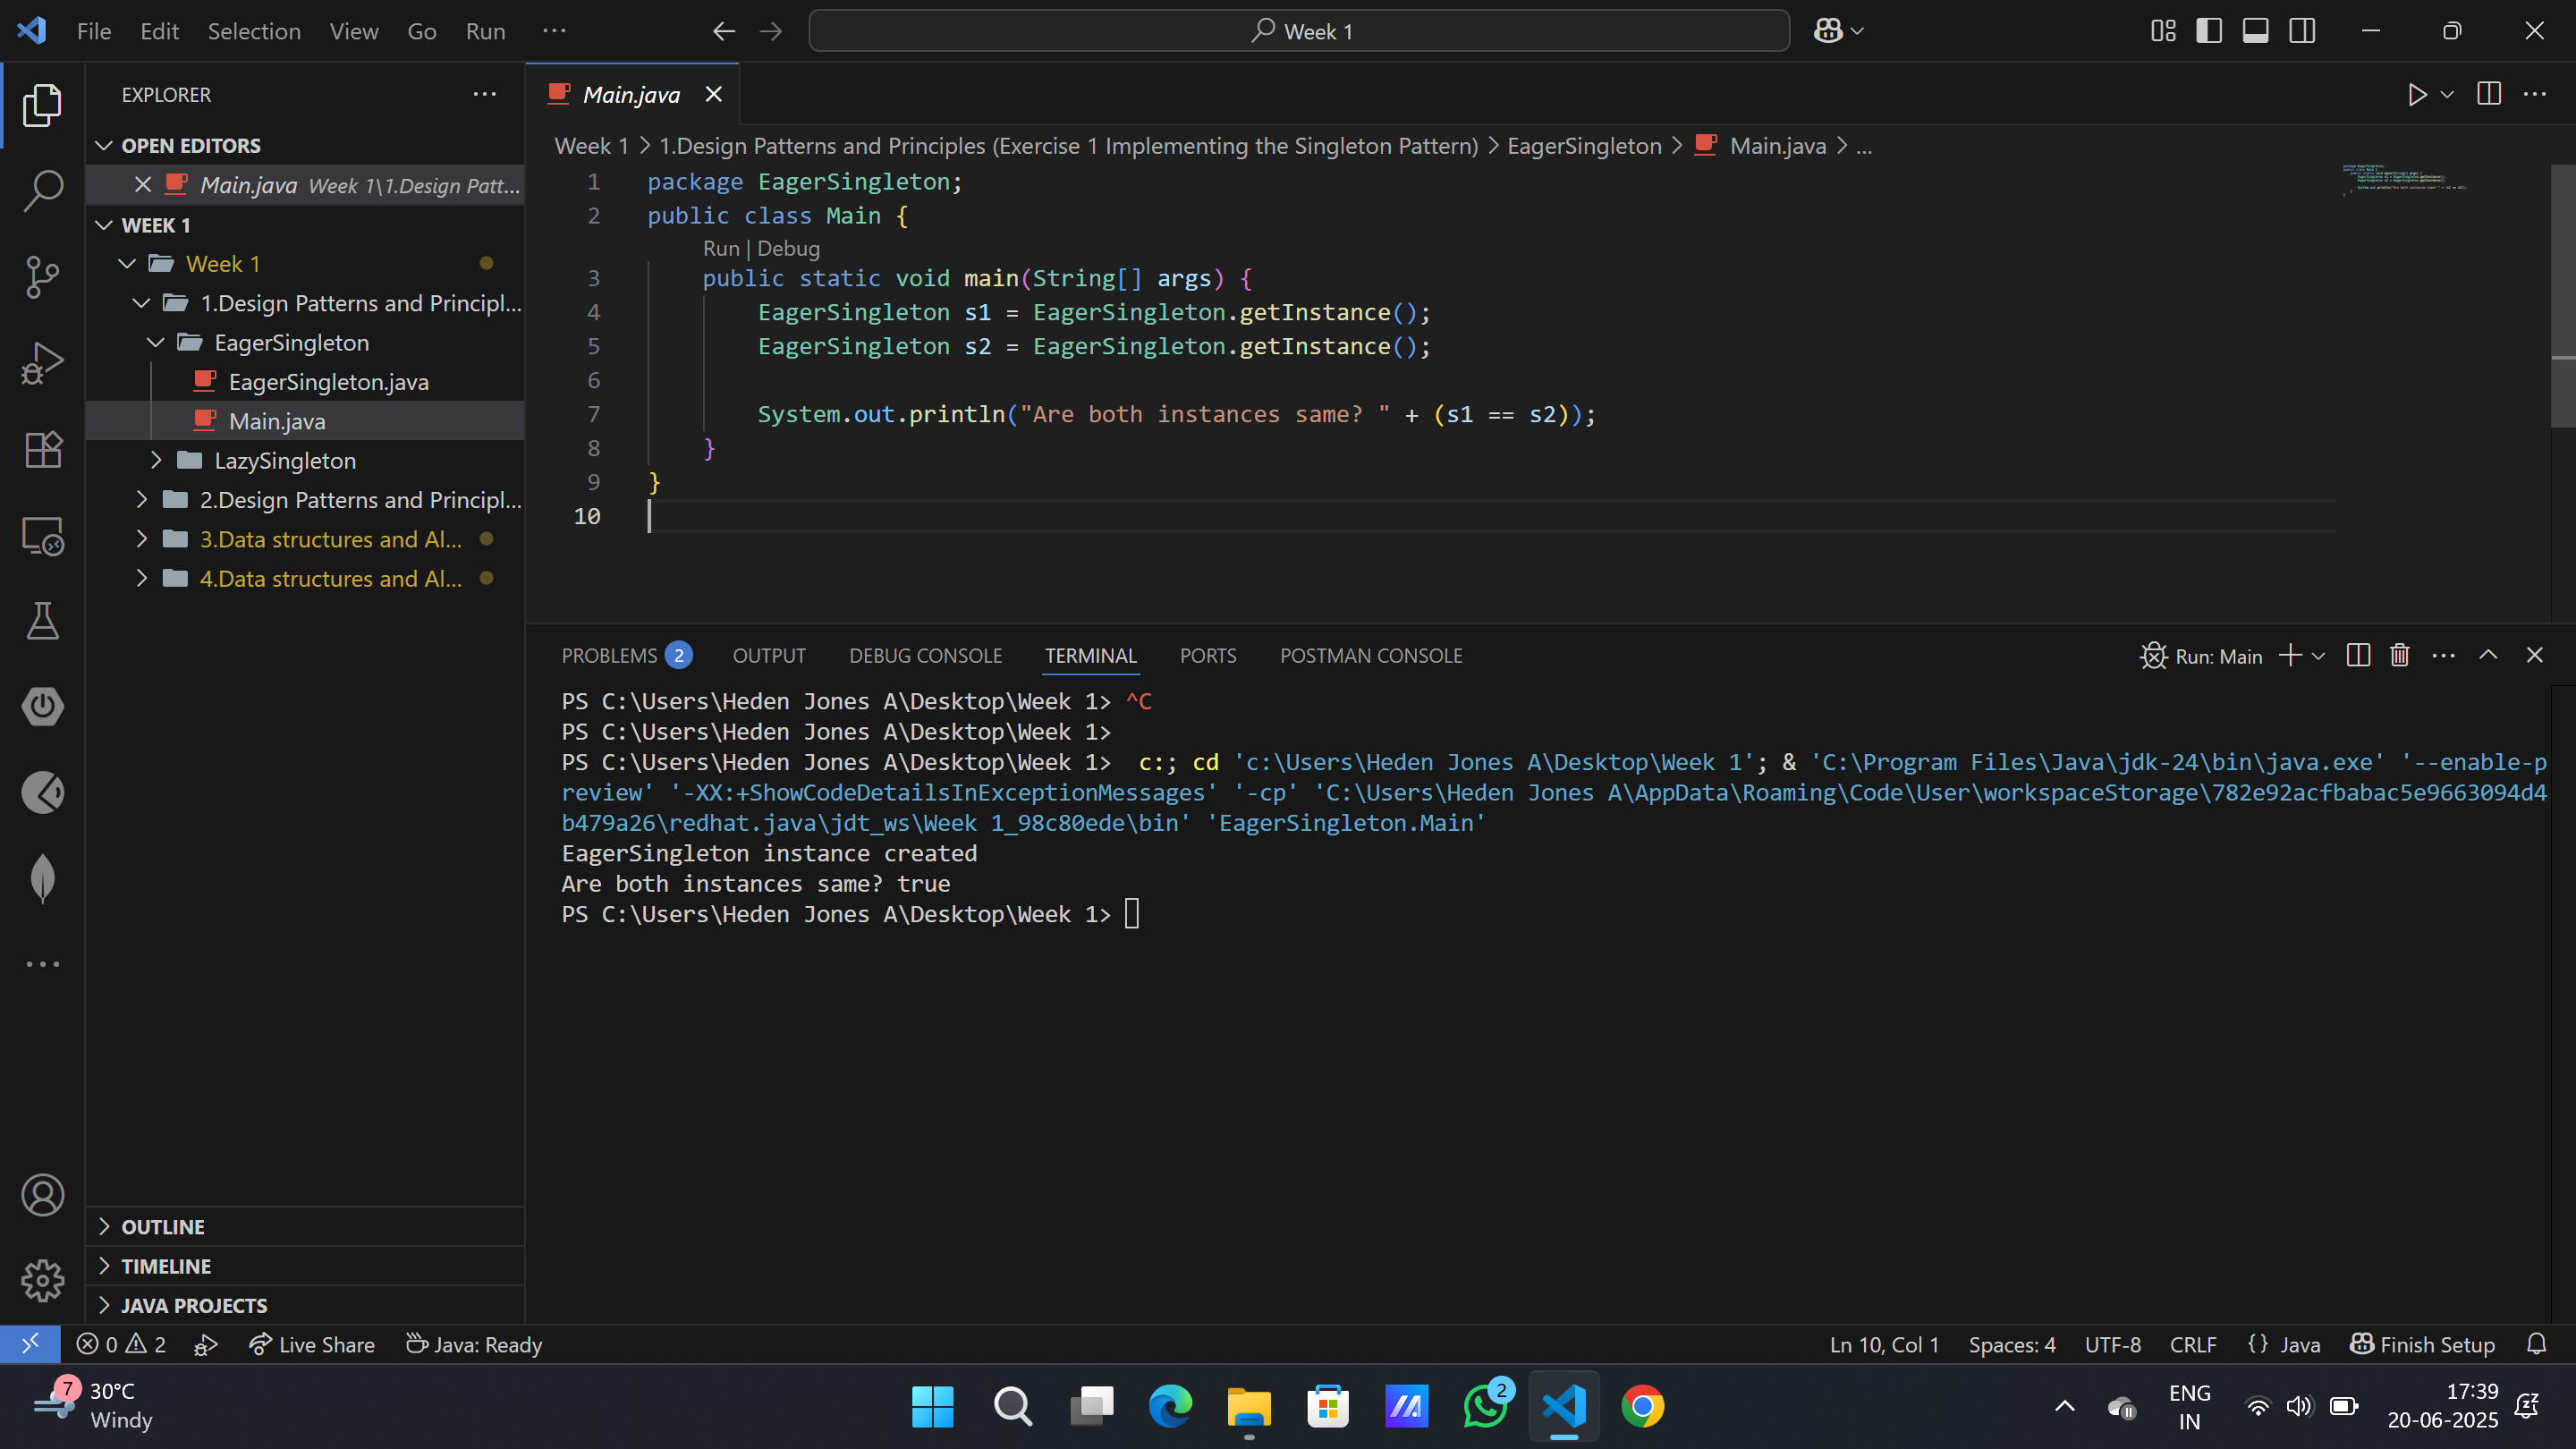 File Edit Selection View Go Run ··· Week 1
EXPLORER
OPEN EDITORS
Main.java Week 1\1.Design Patt...
WEEK 1
Week 1
1.Design Patterns and Principl...
EagerSingleton
EagerSingleton.java
Main.java
LazySingleton
2.Design Patterns and Principl...
3.Data structures and Al...
4.Data structures and Al...
OUTLINE
TIMELINE
JAVA PROJECTS
Main.java
Week 1 > 1.Design Patterns and Principles (Exercise 1 Implementing the Singleton Pattern) > EagerSingleton > Main.java > ...
1 package EagerSingleton;
2 public class Main {
Run | Debug
3 public static void main(String[] args) {
4 EagerSingleton s1 = EagerSingleton.getInstance();
5 EagerSingleton s2 = EagerSingleton.getInstance();
6
7 System.out.println("Are both instances same? " + (s1 == s2));
8 }
9 }
10
PROBLEMS 2 OUTPUT DEBUG CONSOLE TERMINAL PORTS POSTMAN CONSOLE Run: Main
PS C:\Users\Heden Jones A\Desktop\Week 1> ^C
PS C:\Users\Heden Jones A\Desktop\Week 1>
PS C:\Users\Heden Jones A\Desktop\Week 1>  c:; cd 'c:\Users\Heden Jones A\Desktop\Week 1'; & 'C:\Program Files\Java\jdk-24\bin\java.exe' '--enable-p
review' '-XX:+ShowCodeDetailsInExceptionMessages' '-cp' 'C:\Users\Heden Jones A\AppData\Roaming\Code\User\workspaceStorage\782e92acfbabac5e9663094d4
b479a26\redhat.java\jdt_ws\Week 1_98c80ede\bin' 'EagerSingleton.Main'
EagerSingleton instance created
Are both instances same? true
PS C:\Users\Heden Jones A\Desktop\Week 1>
0 2 Live Share Java: Ready Ln 10, Col 1 Spaces: 4 UTF-8 CRLF {} Java Finish Setup
7 30°C
Windy
2
ENG
IN
17:39
20-06-2025